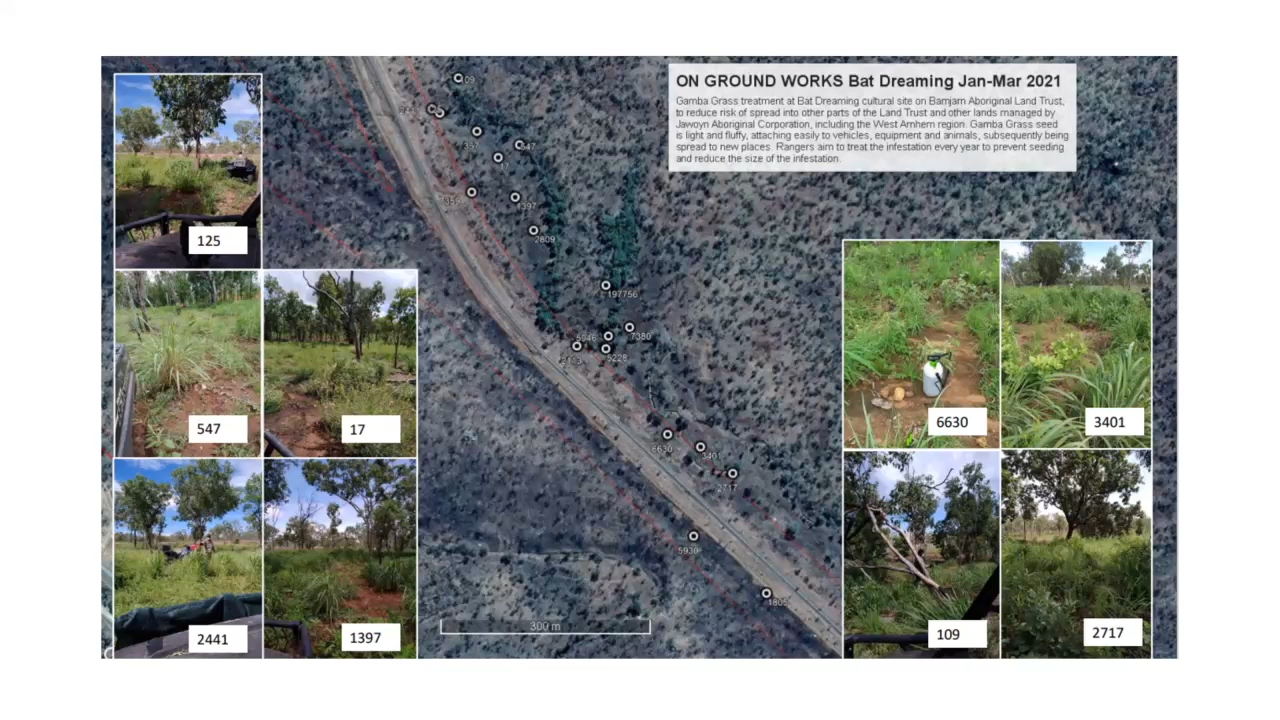 ON GROUND WORKS Bat Dreaming Jan-Mar 2021
Gamba Grass treatment at Bat Dreaming cultural site on Bamjarn Aboriginal Land Trust,
to reduce risk of spread into other parts of the Land Trust and other lands managed by
Jawoyn Aboriginal Corporation, including the West Arnhem region. Gamba Grass seed
is light and fluffy, attaching easily to vehicles, equipment and animals, subsequently being
spread to new places. Rangers aim to treat the infestation every year to prevent seeding
and reduce the size of the infestation.
125
547
17
2441
1397
109
1397
2809
197756
7380
5946
5228
6630
3401
2717
5930
1805
300 m
6630
3401
109
2717